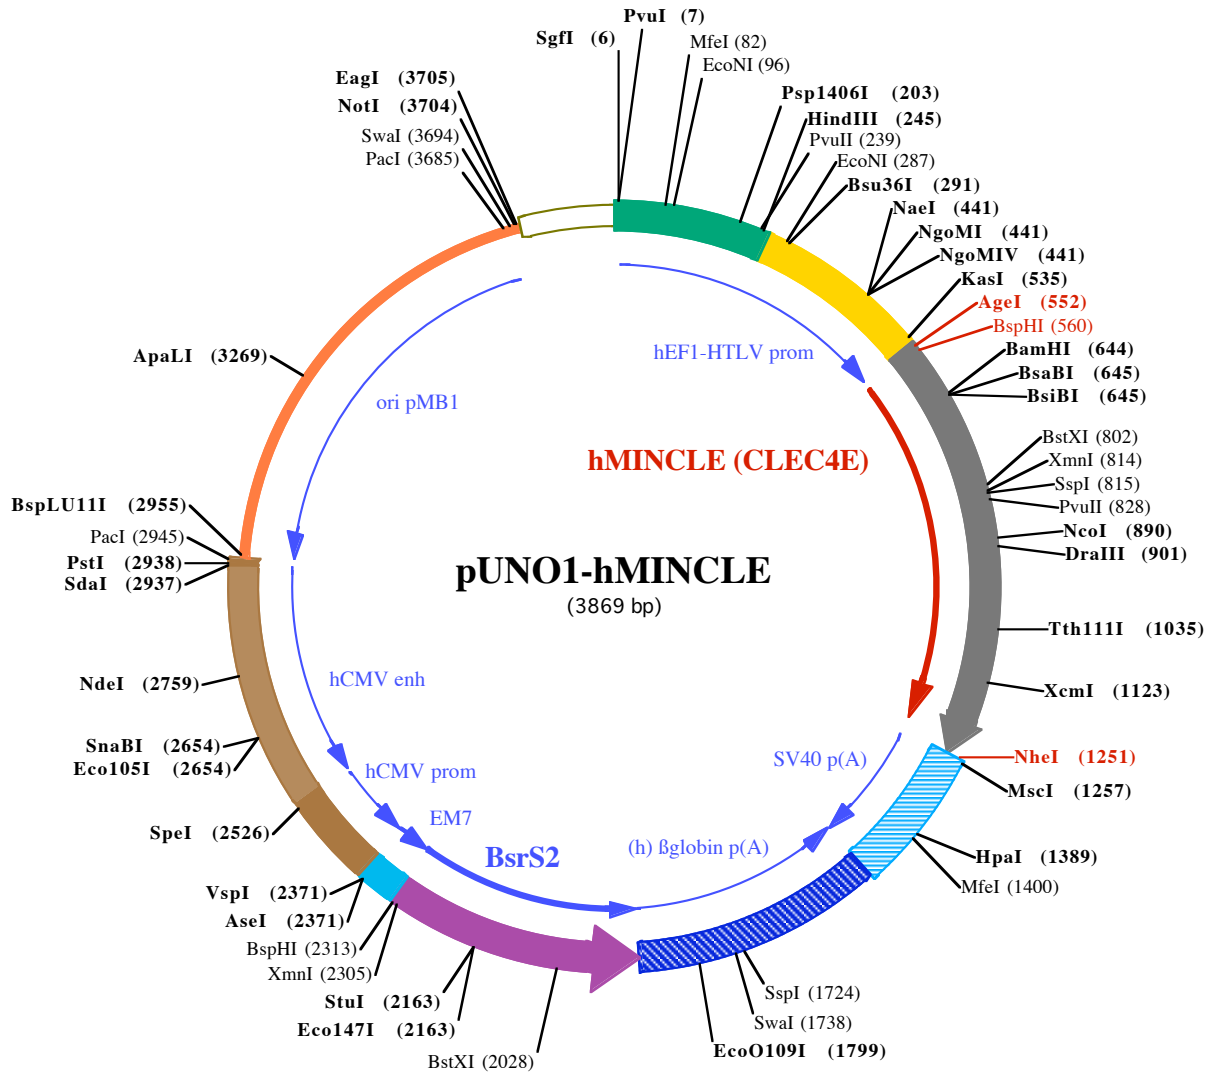 PvuI (7)
SgfI (6)
MfeI (82)
EcoNI (96)
EagI (3705)
Psp1406I (203)
NotI (3704)
HindIII (245)
SwaI (3694)
PvuII (239)
PacI (3685)
EcoNI (287)
Bsu36I (291)
NaeI (441)
NgoMI (441)
NgoMIV (441)
KasI (535)
AgeI (552)
BspHI (560)
hEF1-HTLV prom
BamHI (644)
ApaLI (3269)
BsaBI (645)
BsiBI (645)
ori pMB1
BstXI (802)
hMINCLE (CLEC4E)
XmnI (814)
SspI (815)
BspLU11I (2955)
PvuII (828)
PacI (2945)
NcoI (890)
DraIII (901)
PstI (2938)
pUNO1-hMINCLE
SdaI (2937)
(3869 bp)
Tth111I (1035)
NdeI (2759)
hCMV enh
XcmI (1123)
SnaBI (2654)
NheI (1251)
SV40 p(A)
Eco105I (2654)
hCMV prom
MscI (1257)
EM7
SpeI (2526)
(h) ßglobin p(A)
BsrS2
HpaI (1389)
MfeI (1400)
VspI (2371)
AseI (2371)
BspHI (2313)
XmnI (2305)
SspI (1724)
StuI (2163)
SwaI (1738)
Eco147I (2163)
EcoO109I (1799)
BstXI (2028)